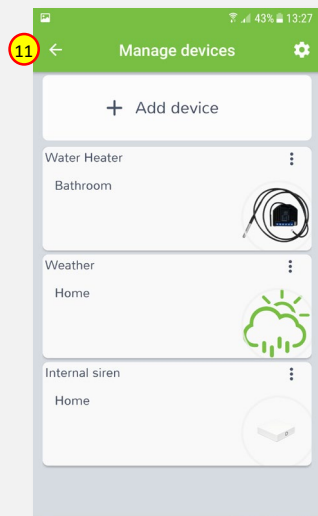 43% 13:27
11
Manage devices
+ Add device
Water Heater
Bathroom
Weather
Home
Internal siren
Home